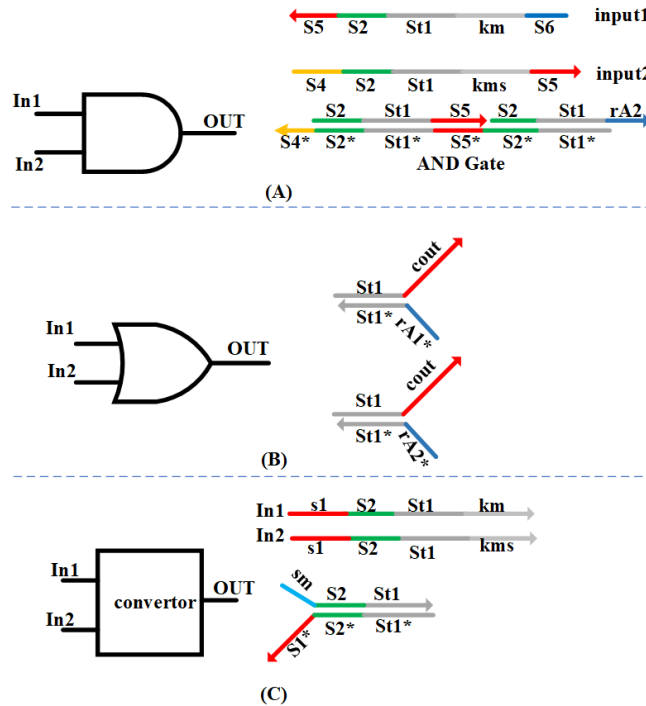 S5 S2 St1 km S6 input1
S4 S2 St1 kms S5 input2
In1
In2
OUT
S2 St1 S5 S2 St1 rA2
S4* S2* St1* S5* S2* St1*
AND Gate
(A)
In1
In2
OUT
cout
St1
St1* rA1*
cout
St1
St1* rA2*
(B)
In1 s1 S2 St1 km
In2 s1 S2 St1 kms
In1
In2
convertor
OUT
sm S2 St1
S1* S2* St1*
(C)